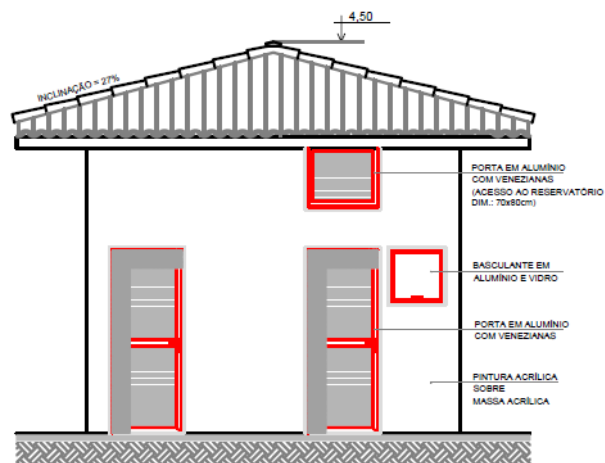 4,50
INCLINAÇÃO = 27%
PORTA EM ALUMÍNIO
COM VENEZIANAS
(ACESSO AO RESERVATÓRIO
DIM.: 70x90cm)
BASCULANTE EM
ALUMÍNIO E VIDRO
PORTA EM ALUMÍNIO
COM VENEZIANAS
PINTURA ACRÍLICA
SOBRE
MASSA ACRÍLICA